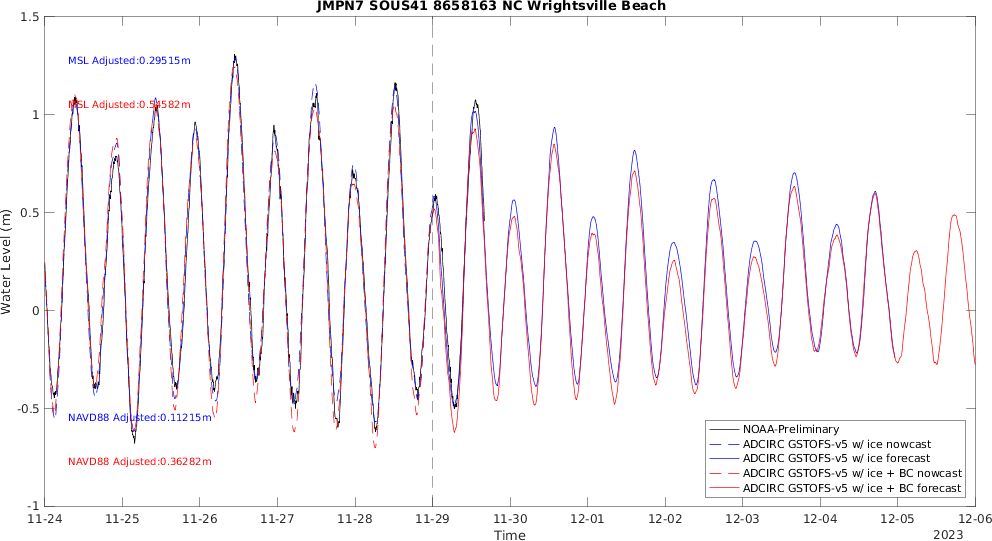 JMPN7 SOUS41 8658163 NC Wrightsville Beach
1.5
1
0.5
0
-0.5
-1
Water Level (m)
MSL Adjusted:0.29515m
MSL Adjusted:0.54582m
NAVD88 Adjusted:0.11215m
NAVD88 Adjusted:0.36282m
NOAA-Preliminary
ADCIRC GSTOFS-v5 w/ ice nowcast
ADCIRC GSTOFS-v5 w/ ice forecast
ADCIRC GSTOFS-v5 w/ ice + BC nowcast
ADCIRC GSTOFS-v5 w/ ice + BC forecast
11-24 11-25 11-26 11-27 11-28 11-29 11-30 12-01 12-02 12-03 12-04 12-05 12-06
Time
2023